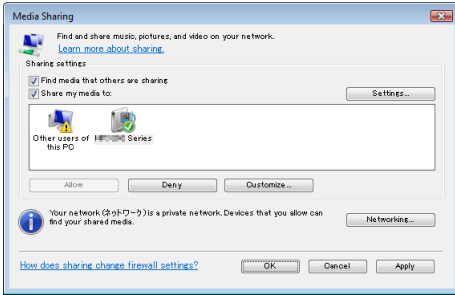 Media Sharing
Find and share music, pictures, and video on your network.
Learn more about sharing.
Sharing settings
Find media that others are sharing
Share my media to:
Settings...
Other users of
this PC
Series
Allow
Deny
Customize...
Your network (ネットワーク) is a private network. Devices that you allow can
find your shared media.
Networking...
How does sharing change firewall settings?
OK
Cancel
Apply